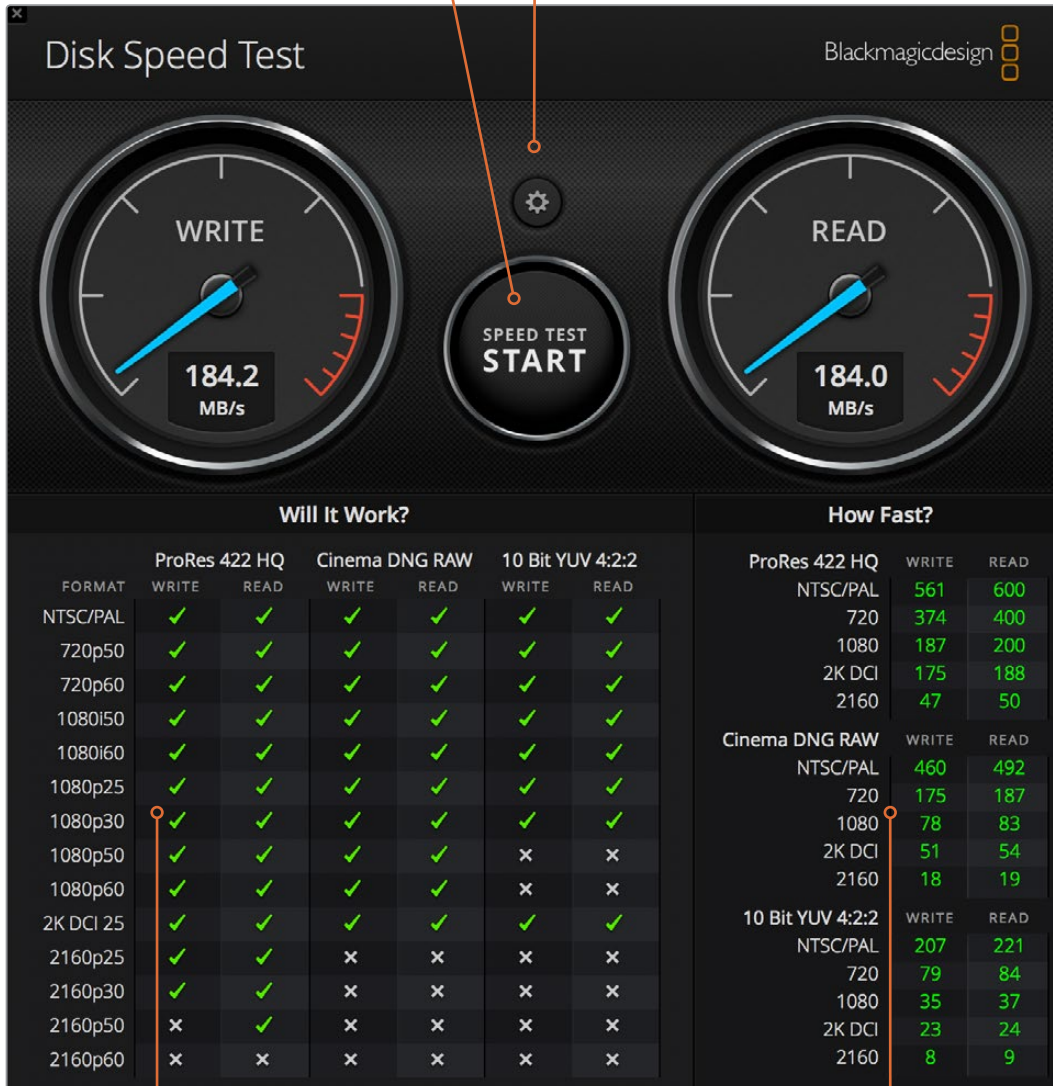 Disk Speed Test
Blackmagicdesign
WRITE
184.2
MB/s
SPEED TEST
START
READ
184.0
MB/s
Will It Work?
ProRes 422 HQ Cinema DNG RAW 10 Bit YUV 4:2:2
FORMAT WRITE READ WRITE READ WRITE READ
NTSC/PAL
720p50
720p60
1080i50
1080i60
1080p25
1080p30
1080p50
1080p60
2K DCI 25
2160p25
2160p30
2160p50
2160p60
How Fast?
ProRes 422 HQ WRITE READ
NTSC/PAL 561 600
720 374 400
1080 187 200
2K DCI 175 188
2160 47 50
Cinema DNG RAW WRITE READ
NTSC/PAL 460 492
720 175 187
1080 78 83
2K DCI 51 54
2160 18 19
10 Bit YUV 4:2:2 WRITE READ
NTSC/PAL 207 221
720 79 84
1080 35 37
2K DCI 23 24
2160 8 9